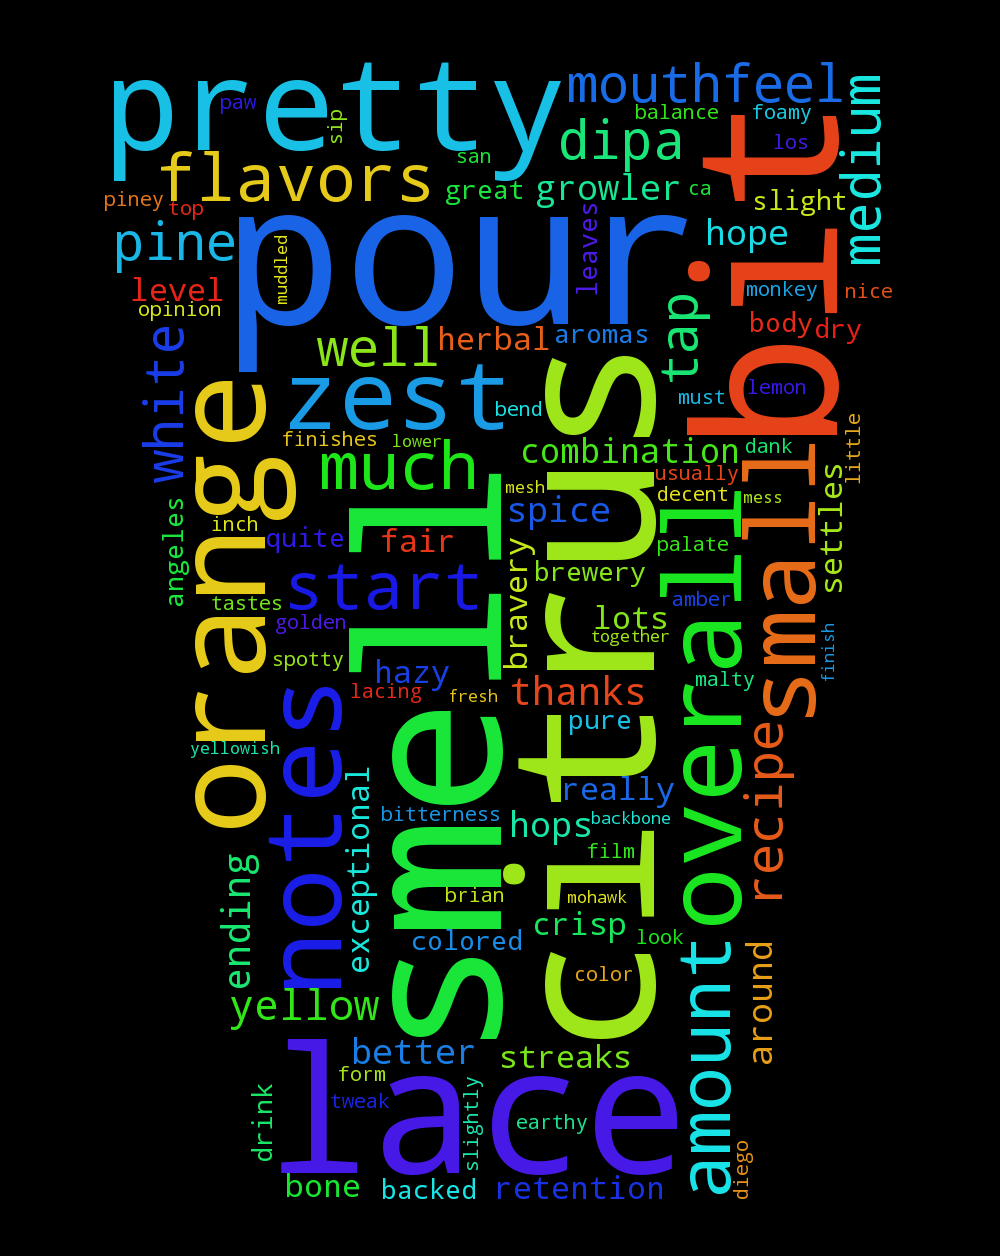 pretty
mouthfeel
medium
paw
sip
balance
foamy
dipa
los
bit
flavors
san
great
growler
ca
slight
piney
top
pour
leaves
pine
hope
muddled
level
opinion
monkey
nice
tap
body
dry
white
well
herbal
aromas
zest
citrus
orange
must
lemon
bend
little
finishes
lower
combination
dank
much
usually
small
settles
smell
mesh
decent
mess
overall
angeles
inch
spice
quite
fair
palate
bravery
start
brewery
tastes
amber
golden
lots
together
finish
spotty
hazy
malty
notes
lacing
fresh
thanks
pure
yellowish
recipe
exceptional
really
bitterness
hops
backbone
ending
film
brian
mohawk
crisp
colored
look
amount
around
color
yellow
better
streaks
lace
form
tweak
drink
slightly
earthy
diego
bone
backed
retention